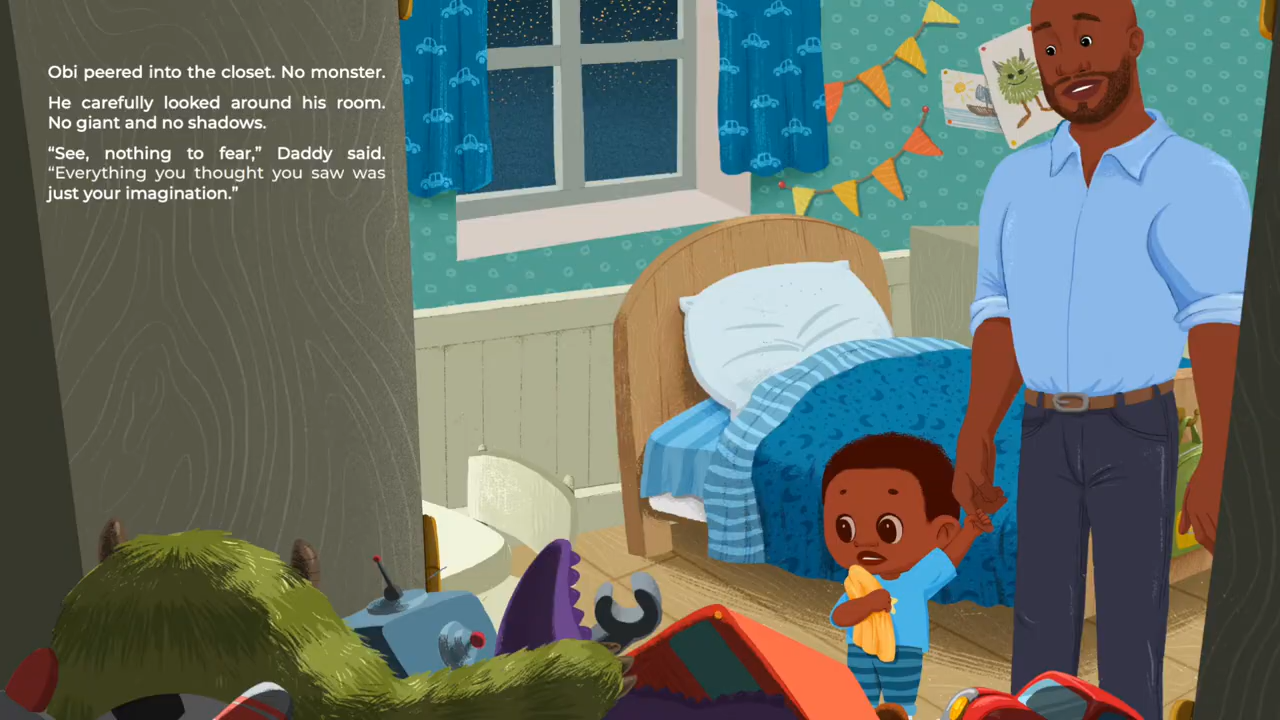 Obi peered into the closet. No monster.
He carefully looked around his room.
No giant and no shadows.
“See, nothing to fear,” Daddy said.
“Everything you thought you saw was
just your imagination.”